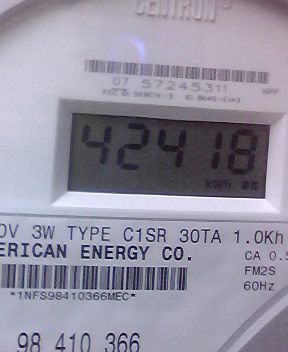 CENTRON®
07 57245311
42418
kWh
0V 3W TYPE C1SR 30TA 1.0Kh
ERICAN ENERGY CO. CA 0.5
FM2S
*1NFS98410366MEC* 60Hz
98 410 366